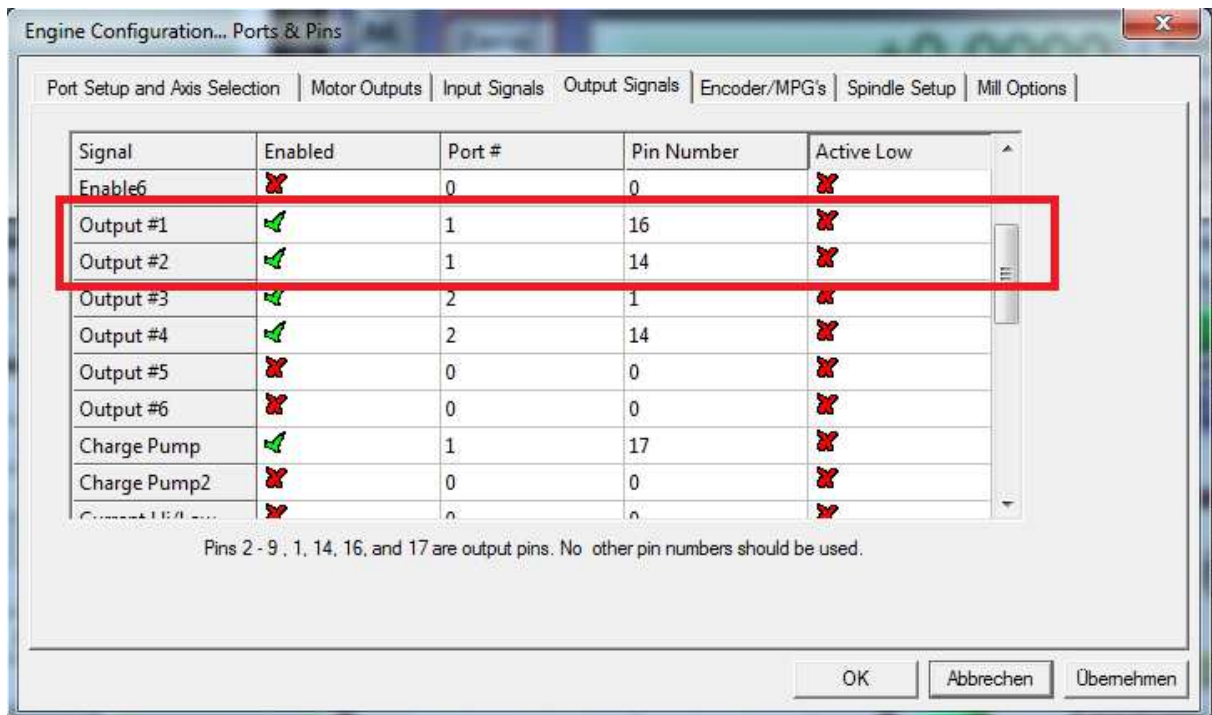 Engine Configuration... Ports & Pins
Port Setup and Axis Selection Motor Outputs Input Signals Output Signals Encoder/MPG's Spindle Setup Mill Options
Signal Enabled Port # Pin Number Active Low
Enable6 0 0
Output #1 1 16
Output #2 1 14
Output #3 2 1
Output #4 2 14
Output #5 0 0
Output #6 0 0
Charge Pump 1 17
Charge Pump2 0 0
Current Hi/Low 0 0
Pins 2 - 9 , 1, 14, 16, and 17 are output pins. No other pin numbers should be used.
OK Abbrechen Übernehmen